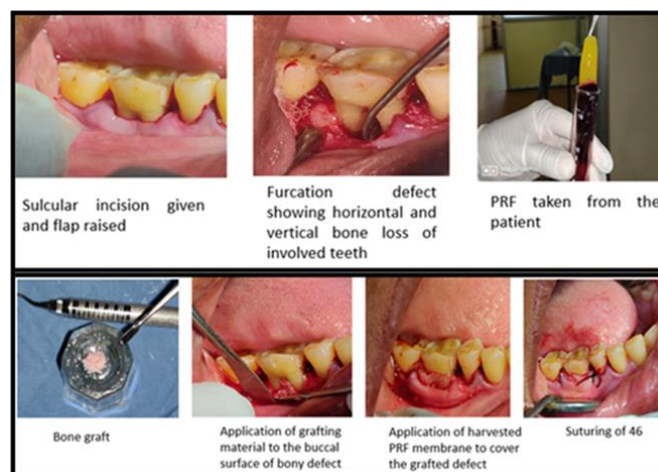 Sulcular incision given
and flap raised
Furcation defect
showing horizontal and
vertical bone loss of
involved teeth
PRF taken from the
patient
Bone graft
Application of grafting
material to the buccal
surface of bony defect
Application of harvested
PRF membrane to cover
the grafted defect
Suturing of 46